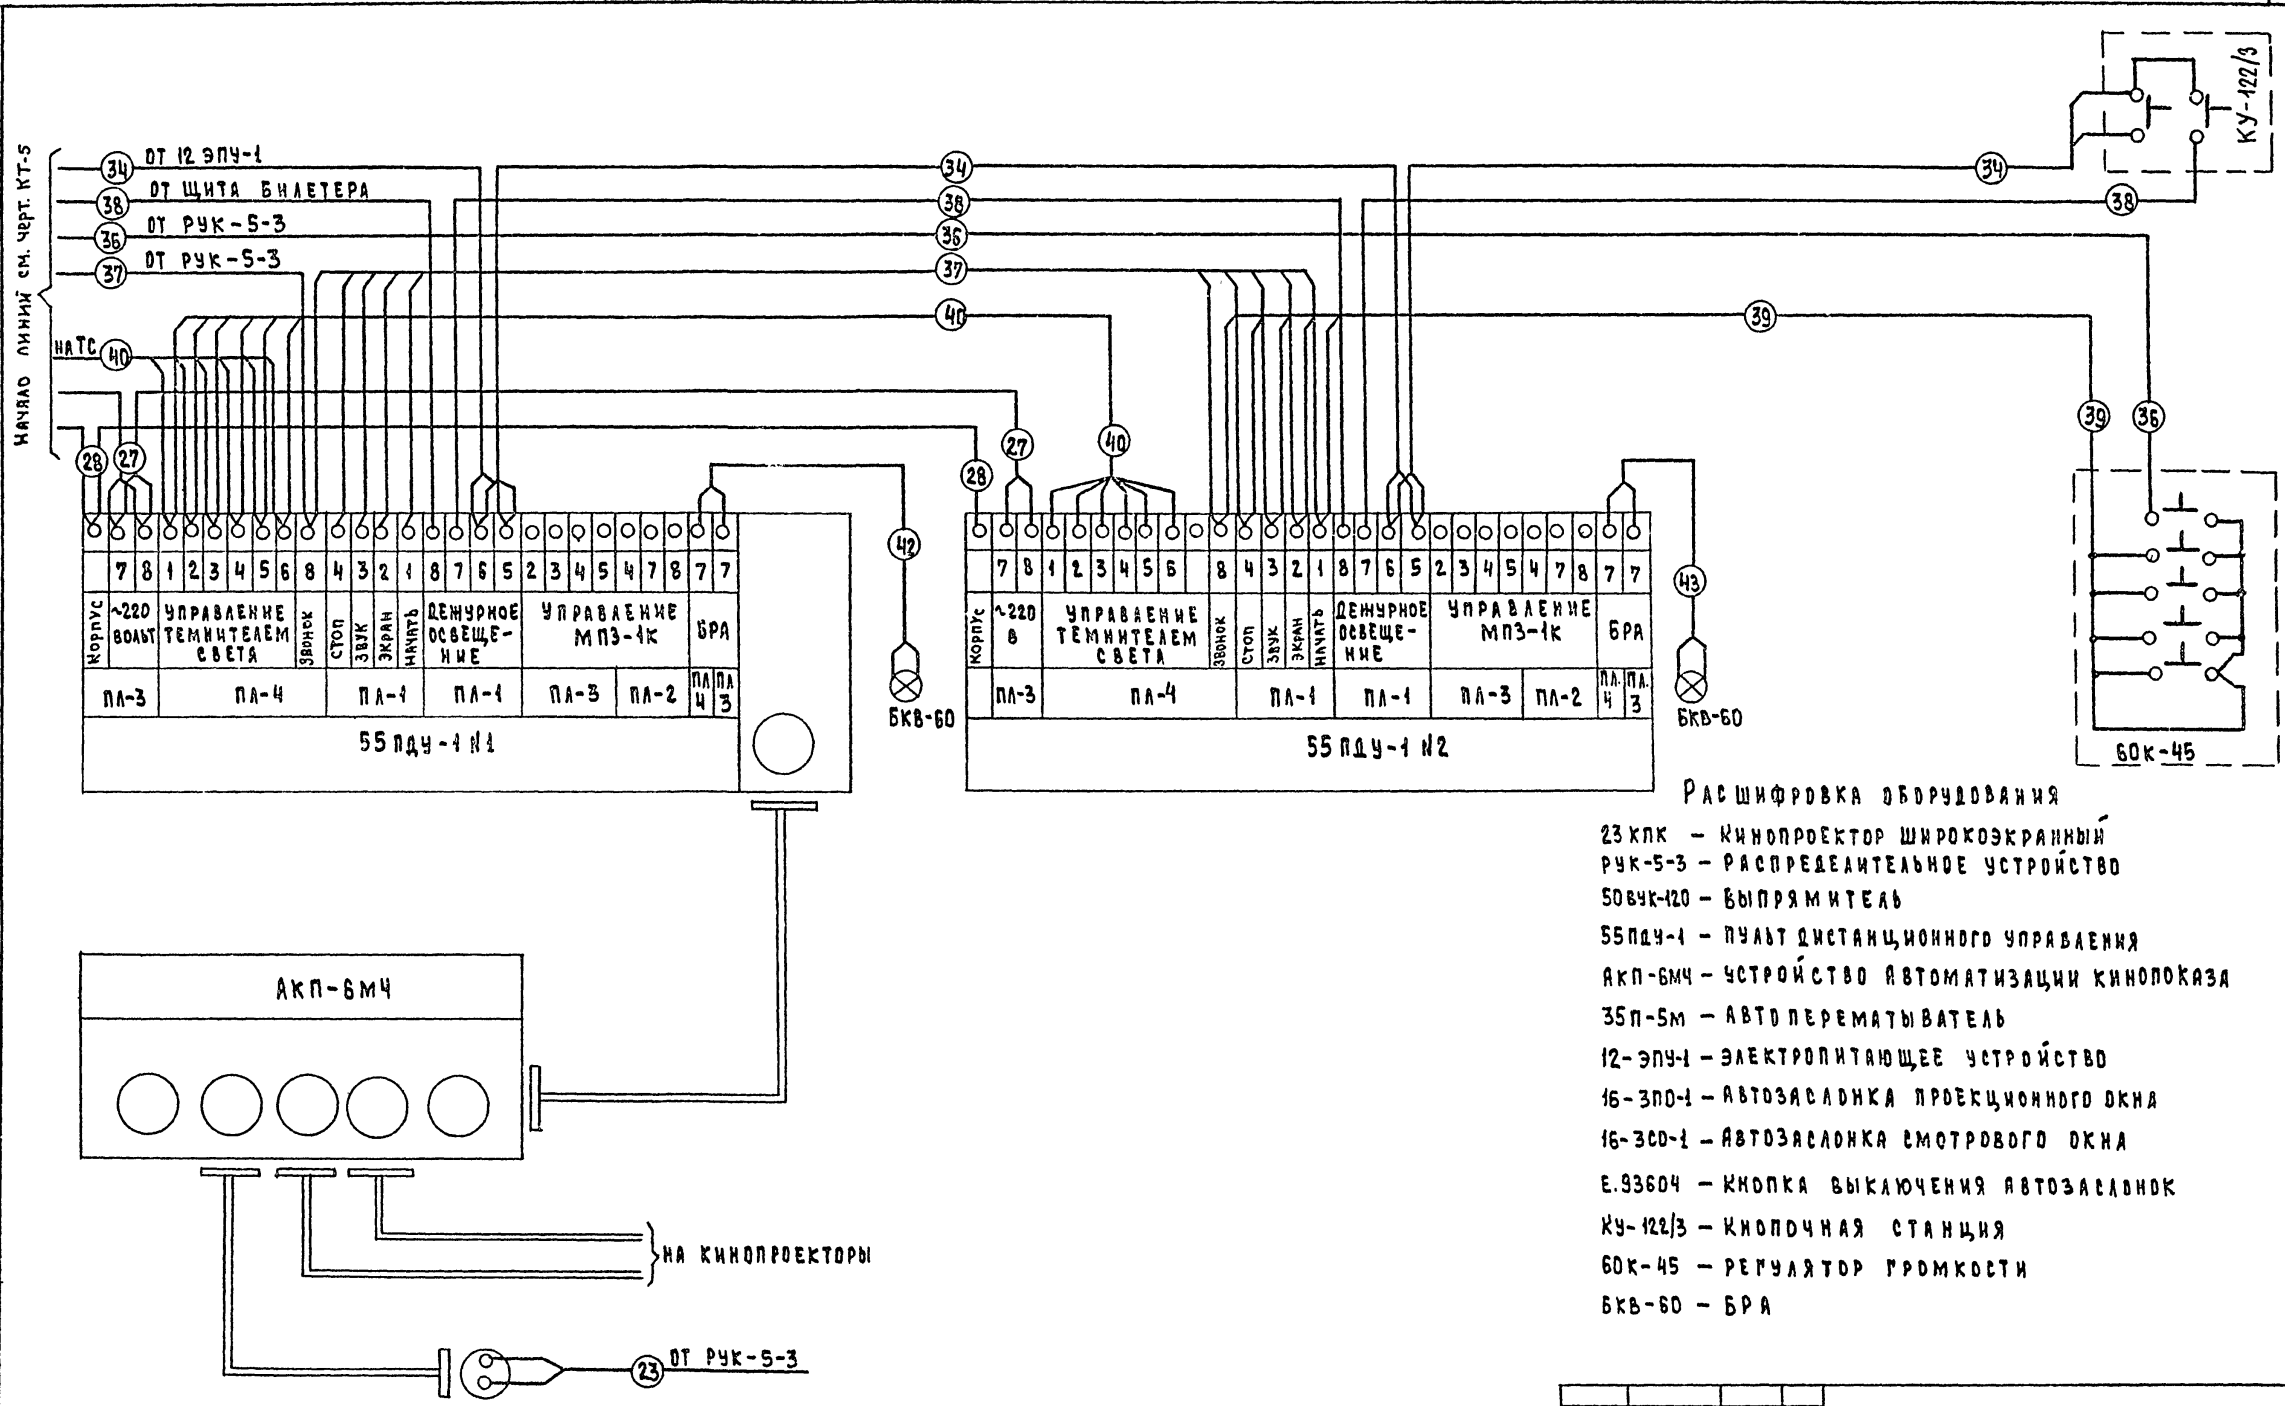 НАЧАЛО ЛИНИЙ СМ. ЧЕРТ. КТ-5
34 ОТ 12 ЭПУ-1 34 34
38 ОТ ЩИТА БИЛЕТЕРА 38 38
36 ОТ РУК-5-3 36
37 ОТ РУК-5-3 37
40 39
НА ТС 40
39 36
28 27 28 27 40
КУ-122/3
42 43
7 8 1 2 3 4 5 6 8 4 3 2 1 8 7 6 5 2 3 4 5 4 7 8 7 7
КОРПУС
~220 ВОЛЬТ
УПРАВЛЕНИЕ
ТЕМНИТЕЛЕМ
СВЕТА
ЗВОНОК
СТОП
ЗВУК
ЭКРАН
НАЧАТЬ
ДЕЖУРНОЕ
ОСВЕЩЕ-
НИЕ
УПРАВЛЕНИЕ
МПЗ-1К
БРА
ПЛ-3 ПЛ-4 ПЛ-1 ПЛ-1 ПЛ-3 ПЛ-2 ПЛ 4 ПЛ 3
55 ПДУ-1 N1
БКВ-60
7 8 1 2 3 4 5 6 8 4 3 2 1 8 7 6 5 2 3 4 5 4 7 8 7 7
КОРПУС
~220
В
УПРАВЛЕНИЕ
ТЕМНИТЕЛЕМ
СВЕТА
ЗВОНОК
СТОП
ЗВУК
ЭКРАН
НАЧАТЬ
ДЕЖУРНОЕ
ОСВЕЩЕ-
НИЕ
УПРАВЛЕНИЕ
МПЗ-1К
БРА
ПЛ-3 ПЛ-4 ПЛ-1 ПЛ-1 ПЛ-3 ПЛ-2 ПЛ. 4 ПЛ. 3
55 ПДУ-1 N2
БКВ-60
60К-45
РАСШИФРОВКА ОБОРУДОВАНИЯ
23 КПК – КИНОПРОЕКТОР ШИРОКОЭКРАННЫЙ
РУК-5-3 – РАСПРЕДЕЛИТЕЛЬНОЕ УСТРОЙСТВО
50ВУК-120 – ВЫПРЯМИТЕЛЬ
55ПДУ-1 – ПУЛЬТ ДИСТАНЦИОННОГО УПРАВЛЕНИЯ
АКП-6М4 – УСТРОЙСТВО АВТОМАТИЗАЦИИ КИНОПОКАЗА
35П-5М – АВТОПЕРЕМАТЫВАТЕЛЬ
12-ЭПУ-1 – ЭЛЕКТРОПИТАЮЩЕЕ УСТРОЙСТВО
16-ЗПО-1 – АВТОЗАСЛОНКА ПРОЕКЦИОННОГО ОКНА
16-ЗСО-1 – АВТОЗАСЛОНКА СМОТРОВОГО ОКНА
Е.93604 – КНОПКА ВЫКЛЮЧЕНИЯ АВТОЗАСЛОНОК
КУ-122/3 – КНОПОЧНАЯ СТАНЦИЯ
60К-45 – РЕГУЛЯТОР ГРОМКОСТИ
БКВ-60 – БРА
АКП-6М4
НА КИНОПРОЕКТОРЫ
23 ОТ РУК-5-3